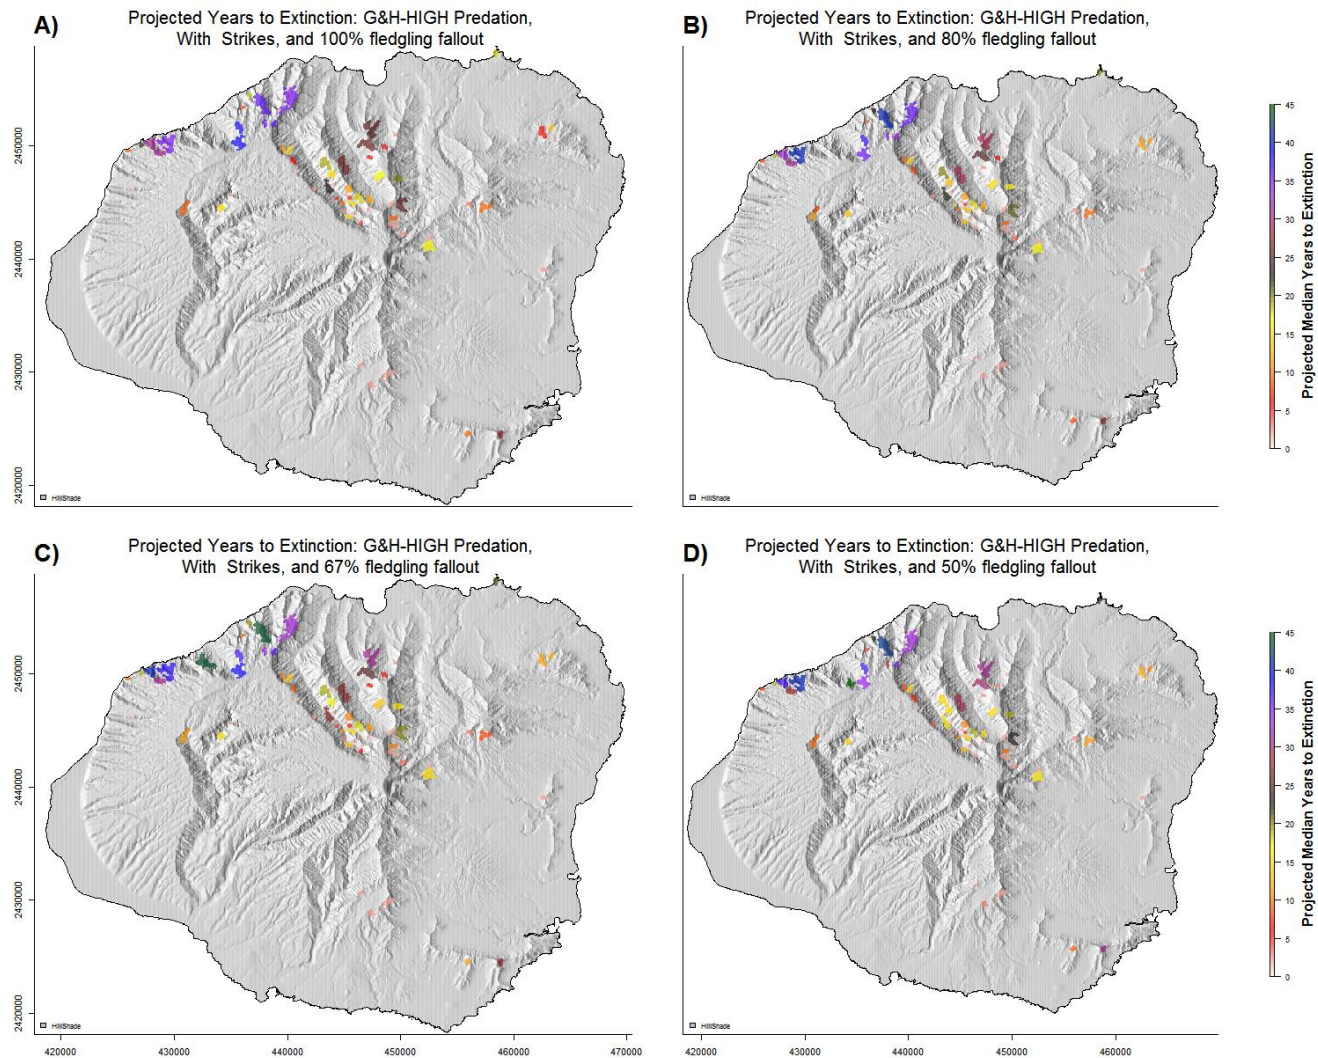 A)
Projected Years to Extinction: G&H-HIGH Predation,
With Strikes, and 100% fledgling fallout
2460000
2440000
2430000
2420000
HillShade
B)
Projected Years to Extinction: G&H-HIGH Predation,
With Strikes, and 80% fledgling fallout
HillShade
45
40
35
30
25
20
15
10
5
0
Projected Median Years to Extinction
C)
Projected Years to Extinction: G&H-HIGH Predation,
With Strikes, and 67% fledgling fallout
2450000
2440000
2430000
2420000
HillShade
420000 430000 440000 450000 460000 470000
D)
Projected Years to Extinction: G&H-HIGH Predation,
With Strikes, and 50% fledgling fallout
HillShade
420000 430000 440000 450000 460000
45
40
35
30
25
20
15
10
5
0
Projected Median Years to Extinction